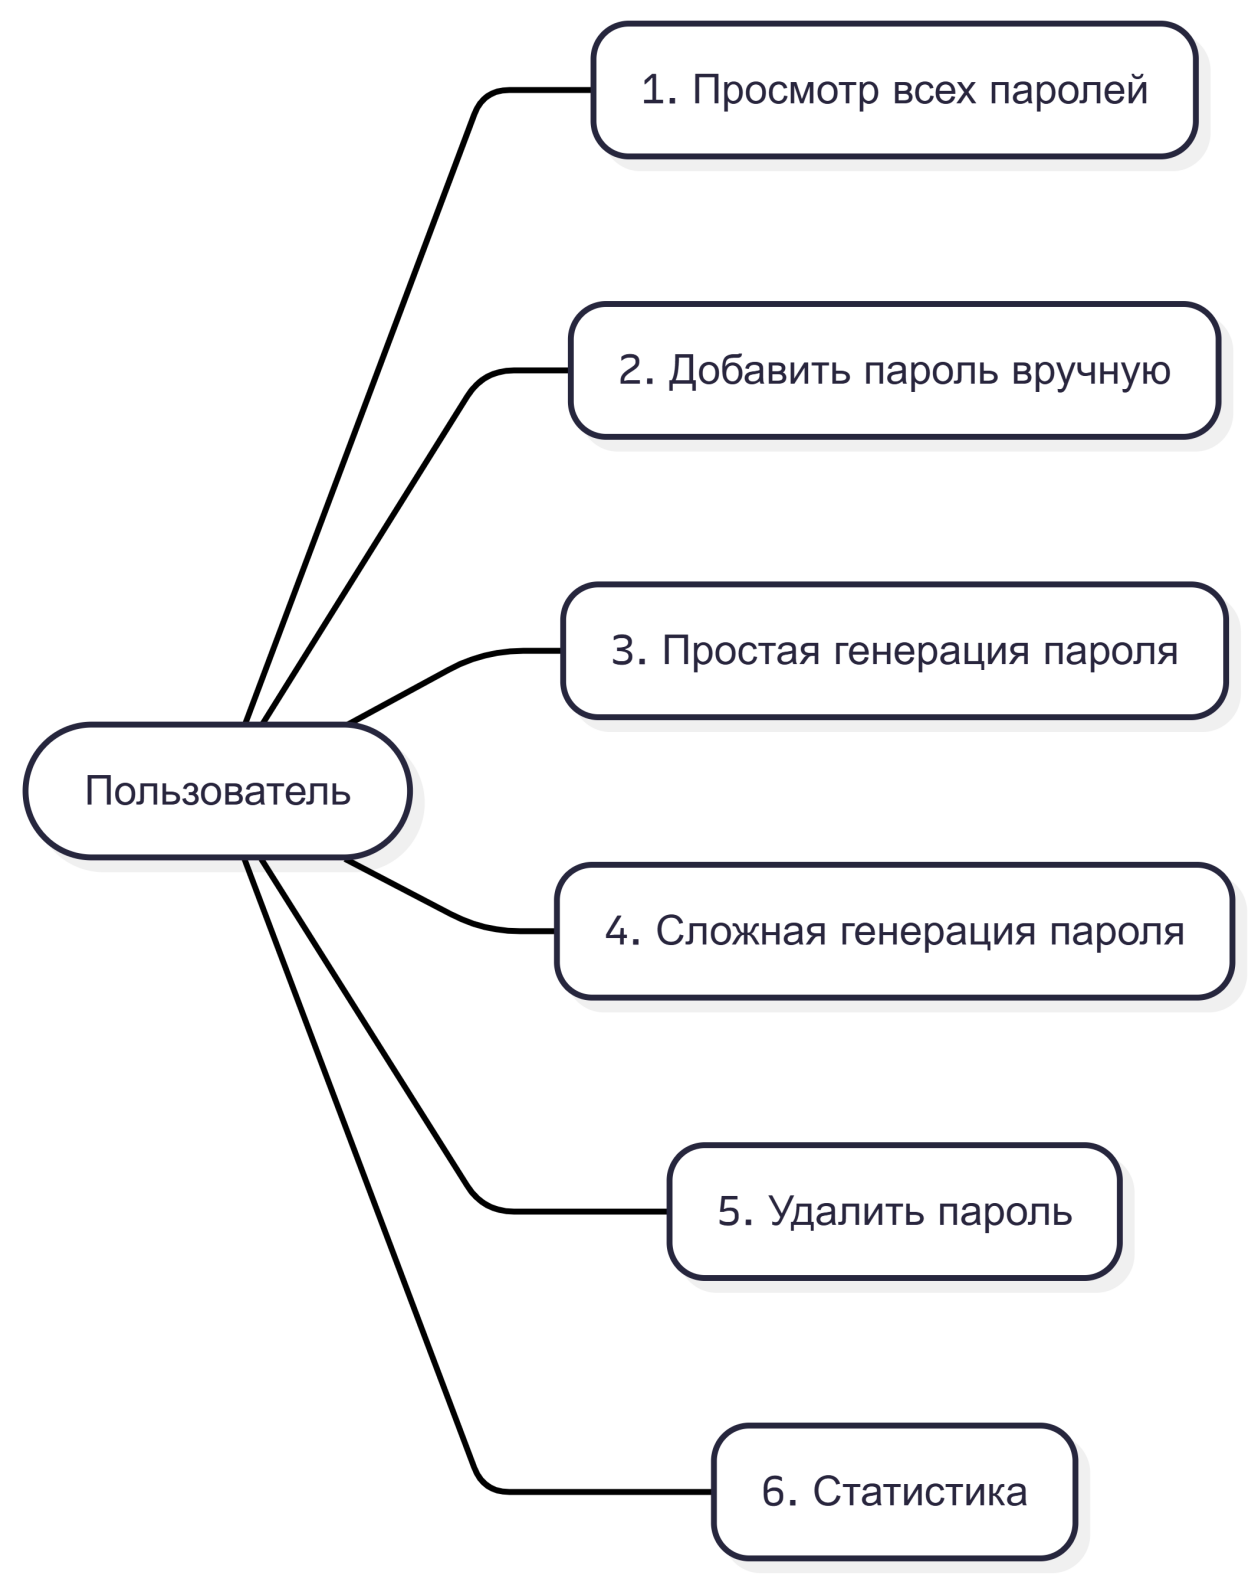 1. Просмотр всех паролей
2. Добавить пароль вручную
3. Простая генерация пароля
Пользователь
4. Сложная генерация пароля
5. Удалить пароль
6. Статистика